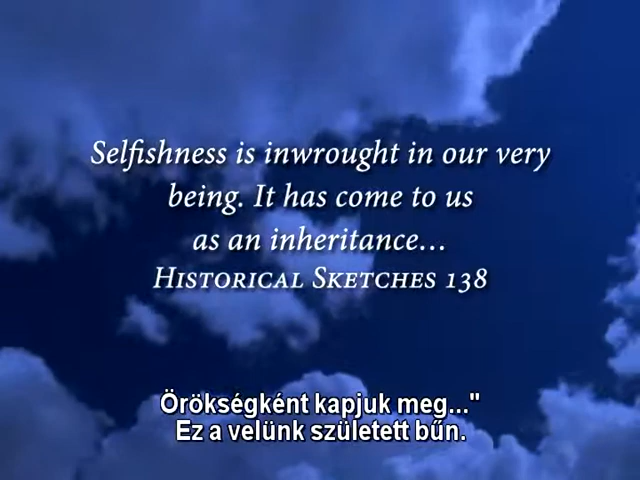 Selfishness is inwrought in our very
being. It has come to us
as an inheritance...
Historical Sketches 138
Örökségként kapjuk meg..."
Ez a velünk született bűn.